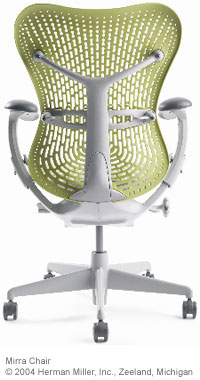 Mirra Chair
© 2004 Herman Miller, Inc., Zeeland, Michigan